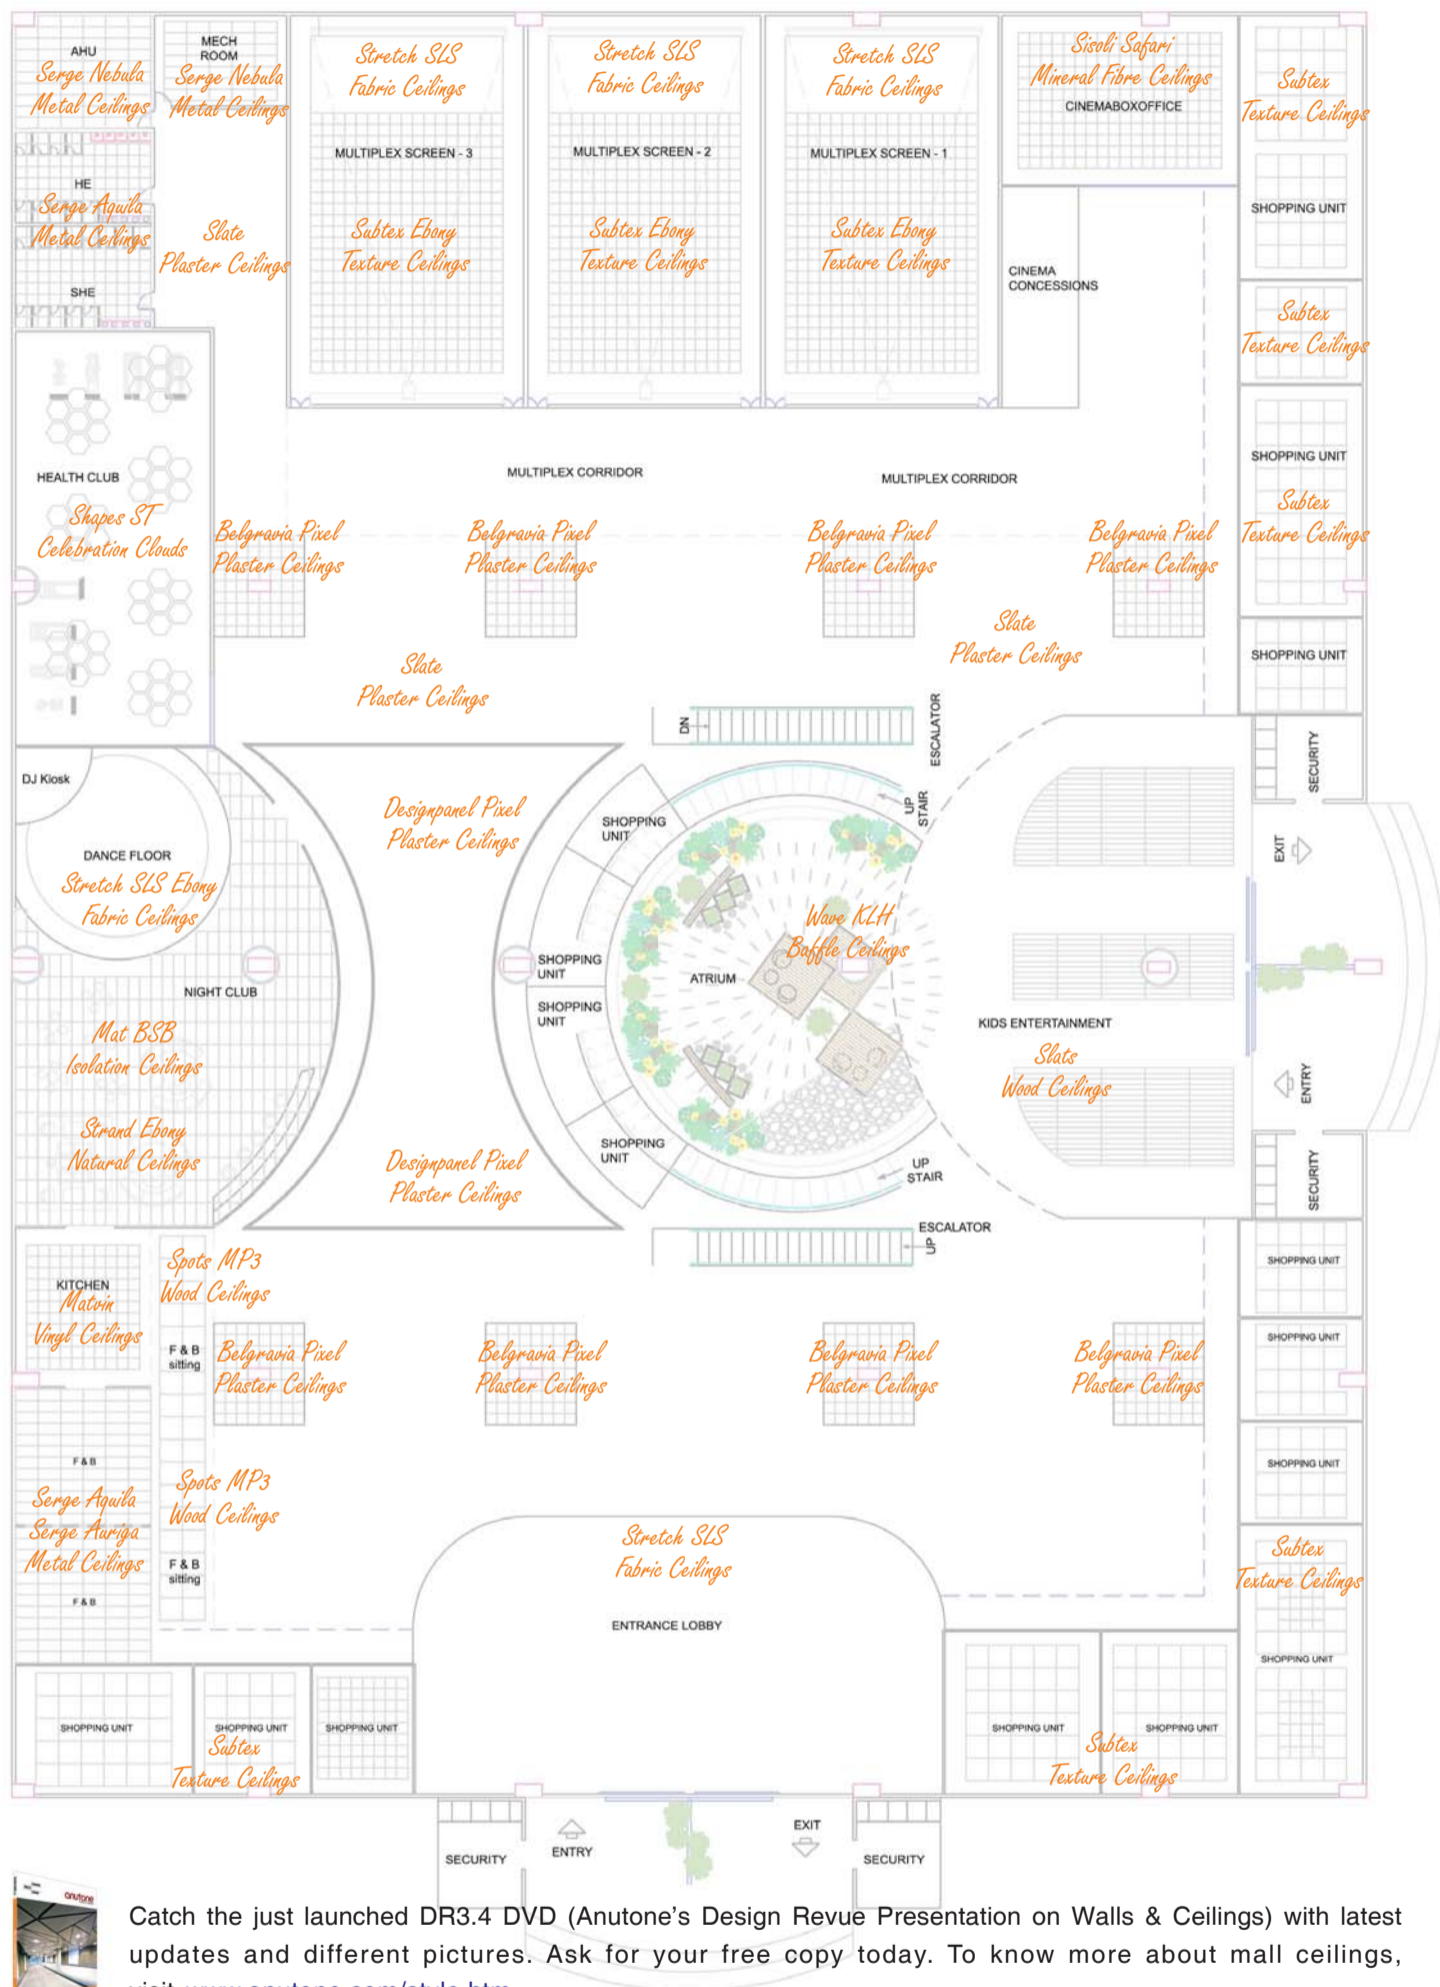 AHU
Serge Nebula
Metal Ceilings
MECH
ROOM
Serge Nebula
Metal Ceilings
Stretch SLS
Fabric Ceilings
MULTIPLEX SCREEN - 3
Subtex Ebony
Texture Ceilings
Stretch SLS
Fabric Ceilings
MULTIPLEX SCREEN - 2
Subtex Ebony
Texture Ceilings
Stretch SLS
Fabric Ceilings
MULTIPLEX SCREEN - 1
Subtex Ebony
Texture Ceilings
Sisoli Safari
Mineral Fibre Ceilings
CINEMABOXOFFICE
Subtex
Texture Ceilings
SHOPPING UNIT
HE
Serge Aquila
Metal Ceilings
SHE
Slate
Plaster Ceilings
CINEMA
CONCESSIONS
Subtex
Texture Ceilings
SHOPPING UNIT
Subtex
Texture Ceilings
SHOPPING UNIT
HEALTH CLUB
Shapes ST
Celebration Clouds
MULTIPLEX CORRIDOR
MULTIPLEX CORRIDOR
Belgravia Pixel
Plaster Ceilings
Belgravia Pixel
Plaster Ceilings
Belgravia Pixel
Plaster Ceilings
Belgravia Pixel
Plaster Ceilings
Slate
Plaster Ceilings
Slate
Plaster Ceilings
DN
ESCALATOR
SECURITY
DJ Kiosk
DANCE FLOOR
Stretch SLS Ebony
Fabric Ceilings
Designpanel Pixel
Plaster Ceilings
SHOPPING
UNIT
UP
STAIR
EXIT
Wave KLH
Baffle Ceilings
ATRIUM
SHOPPING
UNIT
SHOPPING
UNIT
NIGHT CLUB
Mat BSB
Isolation Ceilings
Strand Ebony
Natural Ceilings
KIDS ENTERTAINMENT
Slats
Wood Ceilings
ENTRY
Designpanel Pixel
Plaster Ceilings
SHOPPING
UNIT
UP
STAIR
SECURITY
ESCALATOR
UP
KITCHEN
Matvin
Vinyl Ceilings
Spots MP3
Wood Ceilings
F & B
sitting
Belgravia Pixel
Plaster Ceilings
Belgravia Pixel
Plaster Ceilings
Belgravia Pixel
Plaster Ceilings
Belgravia Pixel
Plaster Ceilings
SHOPPING UNIT
SHOPPING UNIT
SHOPPING UNIT
F & B
Serge Aquila
Serge Auriga
Metal Ceilings
F & B
Spots MP3
Wood Ceilings
F & B
sitting
Stretch SLS
Fabric Ceilings
ENTRANCE LOBBY
Subtex
Texture Ceilings
SHOPPING UNIT
SHOPPING UNIT
SHOPPING UNIT
SHOPPING UNIT
Subtex
Texture Ceilings
SHOPPING UNIT
SHOPPING UNIT
Subtex
Texture Ceilings
SECURITY
ENTRY
EXIT
SECURITY
anutone
Catch the just launched DR3.4 DVD (Anutone's Design Revue Presentation on Walls & Ceilings) with latest
updates and different pictures. Ask for your free copy today. To know more about mall ceilings,
visit www.anutone.com/style.htm